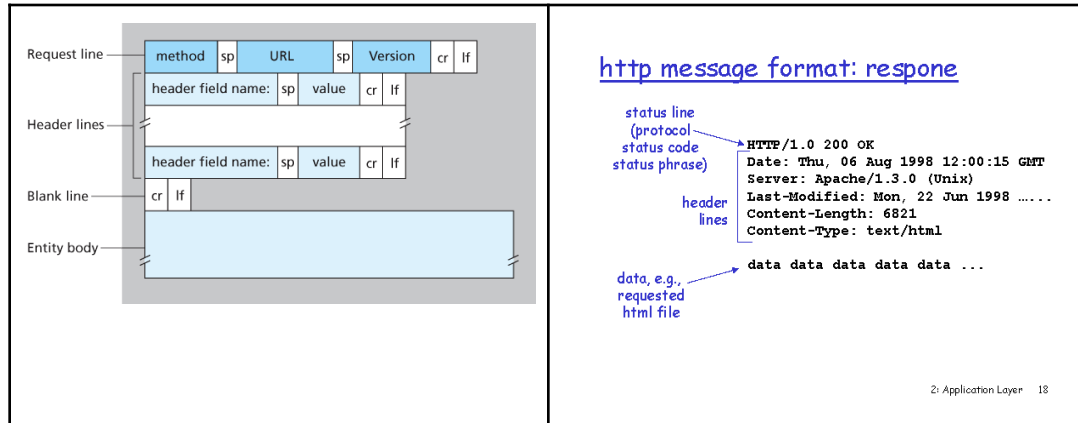 Request line
method sp URL sp Version cr lf
header field name: sp value cr lf
Header lines
header field name: sp value cr lf
Blank line
cr lf
Entity body
http message format: respone
status line
(protocol
status code
status phrase)
HTTP/1.0 200 OK
Date: Thu, 06 Aug 1998 12:00:15 GMT
Server: Apache/1.3.0 (Unix)
Last-Modified: Mon, 22 Jun 1998 …...
Content-Length: 6821
Content-Type: text/html
header
lines
data data data data data ...
data, e.g.,
requested
html file
2: Application Layer 18